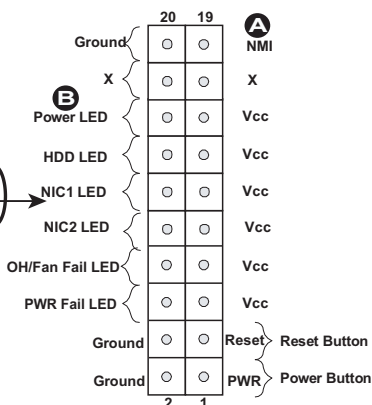 20 19
A
Ground NMI
X X
B
Power LED Vcc
HDD LED Vcc
NIC1 LED Vcc
NIC2 LED Vcc
OH/Fan Fail LED Vcc
PWR Fail LED Vcc
Ground Reset Reset Button
Ground PWR Power Button
2 1